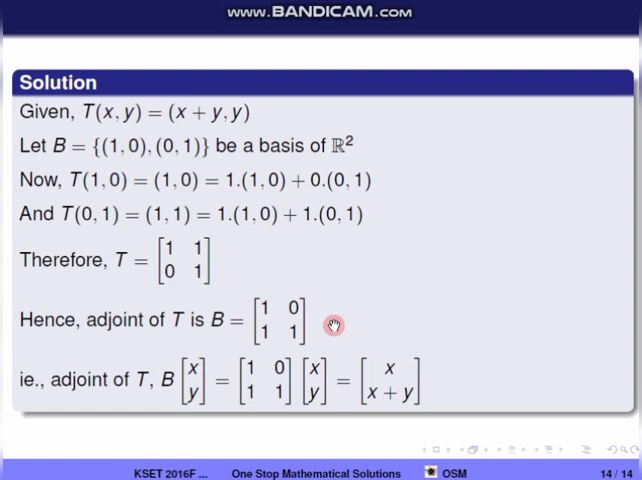 www.BANDICAM.com
Solution
Given, T(x, y) = (x + y, y)
Let B = {(1, 0), (0, 1)} be a basis of ℝ²
Now, T(1, 0) = (1, 0) = 1.(1, 0) + 0.(0, 1)
And T(0, 1) = (1, 1) = 1.(1, 0) + 1.(0, 1)
Therefore, T = [1 1; 0 1]
Hence, adjoint of T is B = [1 0; 1 1]
ie., adjoint of T, B [x; y] = [1 0; 1 1] [x; y] = [x; x + y]
KSET 2016F ... One Stop Mathematical Solutions OSM 14 / 14